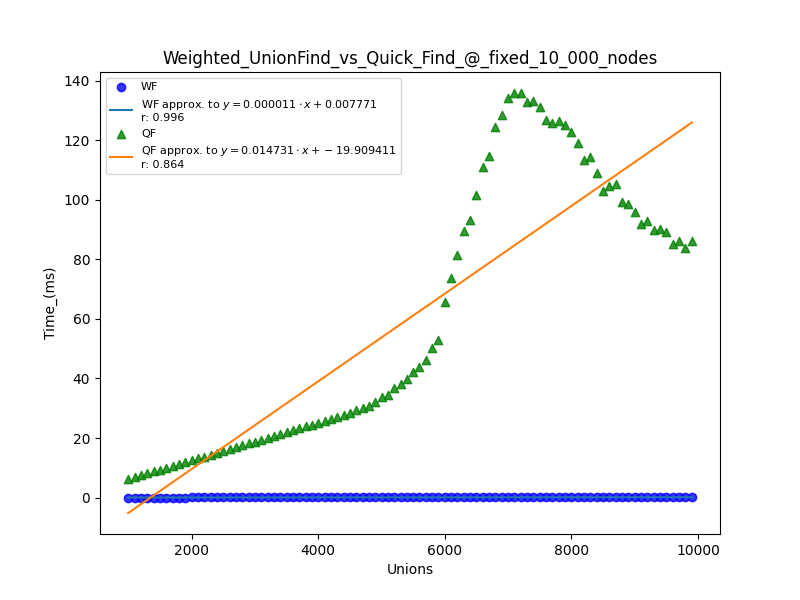 Weighted_UnionFind_vs_Quick_Find_@_fixed_10_000_nodes
WF
WF approx. to y = 0.000011 · x + 0.007771
r: 0.996
QF
QF approx. to y = 0.014731 · x + − 19.909411
r: 0.864
140
120
100
80
60
40
20
0
Time_(ms)
2000 4000 6000 8000 10000
Unions